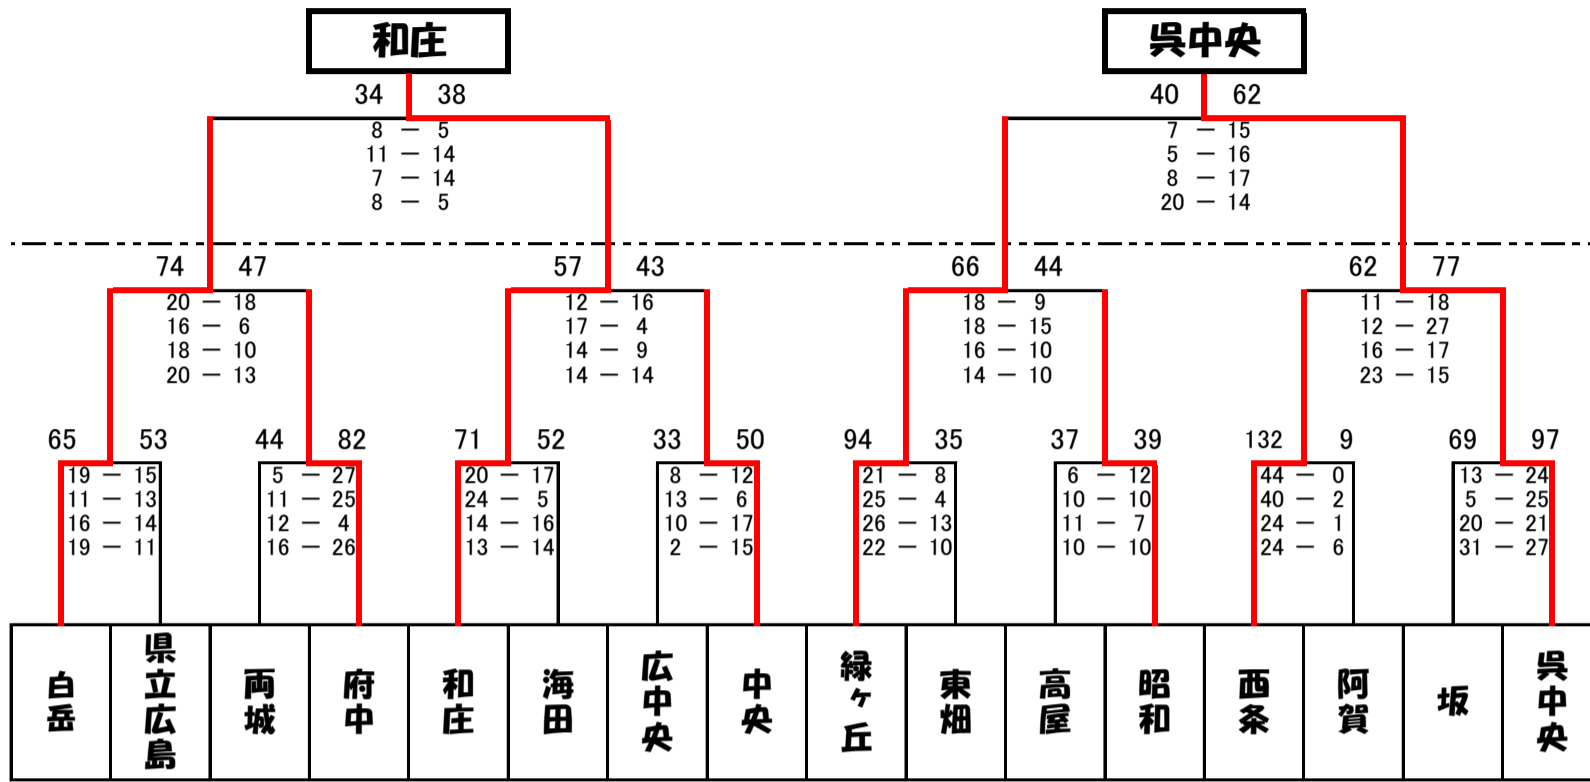 和庄 呉中央
34 38 40 62
8 － 5 7 － 15
11 － 14 5 － 16
7 － 14 8 － 17
8 － 5 20 － 14
74 47 57 43 66 44 62 77
20 － 18 12 － 16 18 － 9 11 － 18
16 － 6 17 － 4 18 － 15 12 － 27
18 － 10 14 － 9 16 － 10 16 － 17
20 － 13 14 － 14 14 － 10 23 － 15
65 53 44 82 71 52 33 50 94 35 37 39 132 9 69 97
19 － 15 5 － 27 20 － 17 8 － 12 21 － 8 6 － 12 44 － 0 13 － 24
11 － 13 11 － 25 24 － 5 13 － 6 25 － 4 10 － 10 40 － 2 5 － 25
16 － 14 12 － 4 14 － 16 10 － 17 26 － 13 11 － 7 24 － 1 20 － 21
19 － 11 16 － 26 13 － 14 2 － 15 22 － 10 10 － 10 24 － 6 31 － 27
白岳
県立広島
両城
府中
和庄
海田
広中央
中央
緑ヶ丘
東畑
高屋
昭和
西条
阿賀
坂
呉中央